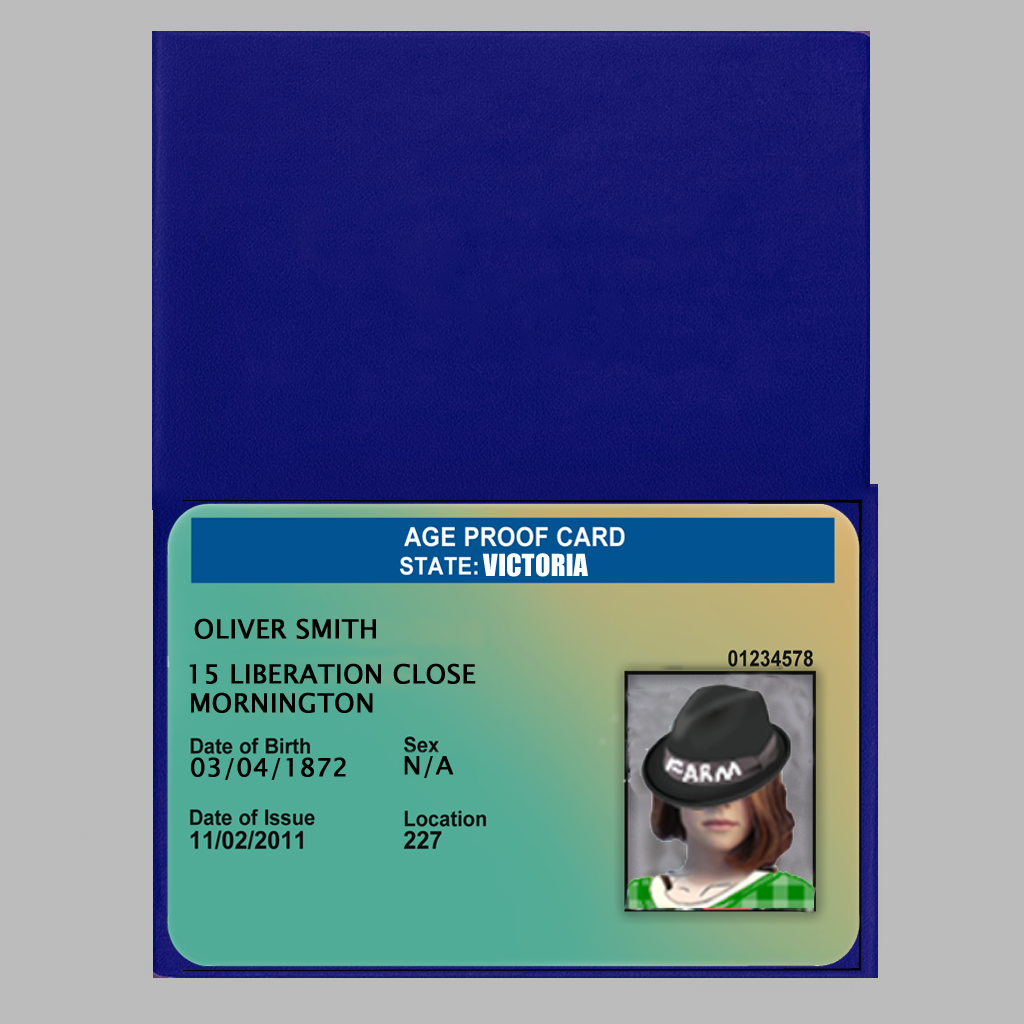 AGE PROOF CARD
STATE: VICTORIA
OLIVER SMITH
15 LIBERATION CLOSE
MORNINGTON
01234578
Date of Birth Sex
03/04/1872 N/A
FARM
Date of Issue Location
11/02/2011 227